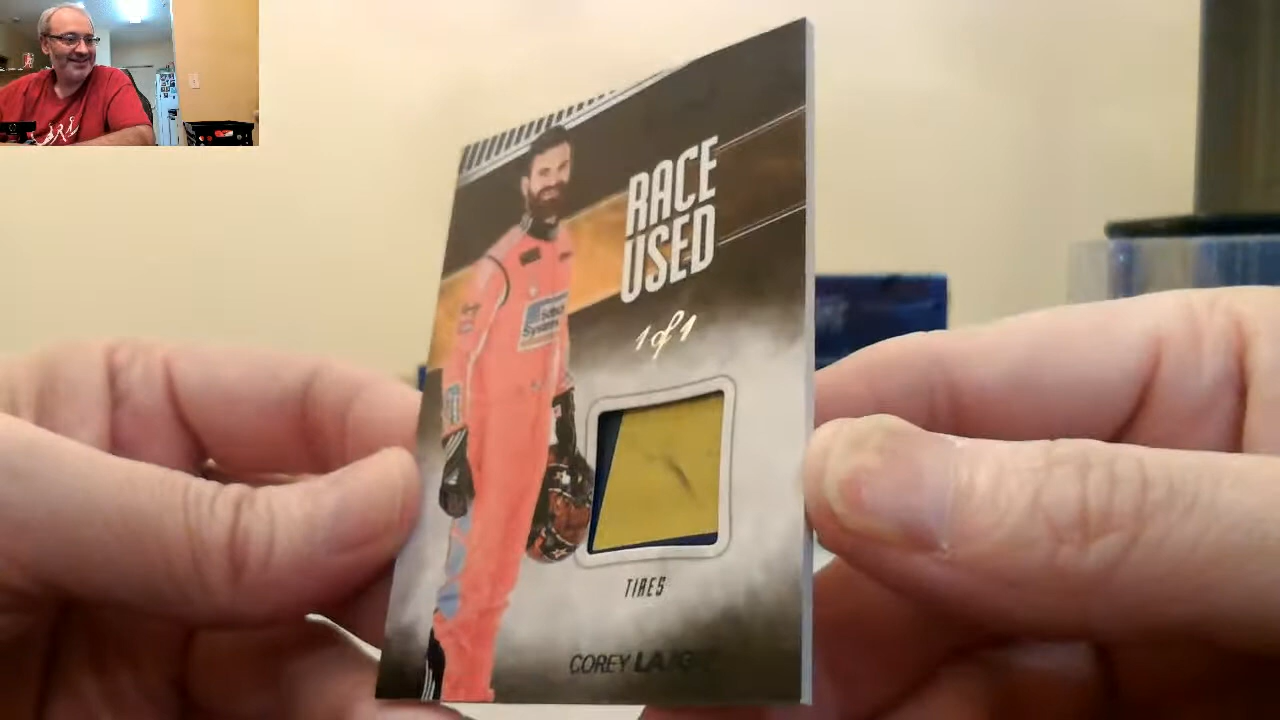 RACE
USED
1 of 1
TIRES
COREY